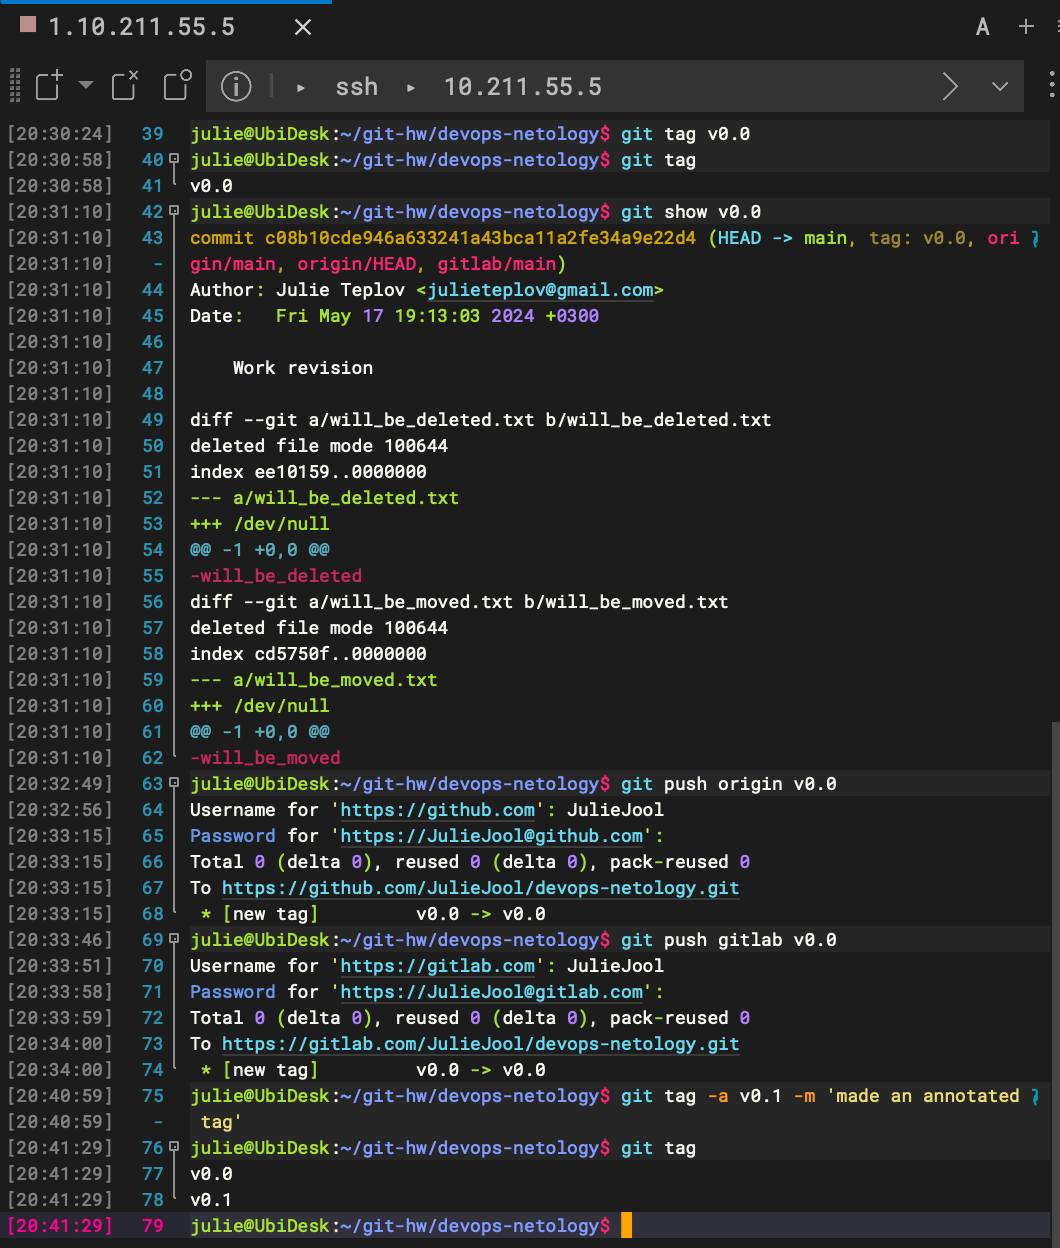 1.10.211.55.5
A
ssh 10.211.55.5
[20:30:24] 39 julie@UbiDesk:~/git-hw/devops-netology$ git tag v0.0
[20:30:58] 40 julie@UbiDesk:~/git-hw/devops-netology$ git tag
[20:30:58] 41 v0.0
[20:31:10] 42 julie@UbiDesk:~/git-hw/devops-netology$ git show v0.0
[20:31:10] 43 commit c08b10cde946a633241a43bca11a2fe34a9e22d4 (HEAD -> main, tag: v0.0, ori
[20:31:10] - gin/main, origin/HEAD, gitlab/main)
[20:31:10] 44 Author: Julie Teplov <julieteplov@gmail.com>
[20:31:10] 45 Date:   Fri May 17 19:13:03 2024 +0300
[20:31:10] 46
[20:31:10] 47     Work revision
[20:31:10] 48
[20:31:10] 49 diff --git a/will_be_deleted.txt b/will_be_deleted.txt
[20:31:10] 50 deleted file mode 100644
[20:31:10] 51 index ee10159..0000000
[20:31:10] 52 --- a/will_be_deleted.txt
[20:31:10] 53 +++ /dev/null
[20:31:10] 54 @@ -1 +0,0 @@
[20:31:10] 55 -will_be_deleted
[20:31:10] 56 diff --git a/will_be_moved.txt b/will_be_moved.txt
[20:31:10] 57 deleted file mode 100644
[20:31:10] 58 index cd5750f..0000000
[20:31:10] 59 --- a/will_be_moved.txt
[20:31:10] 60 +++ /dev/null
[20:31:10] 61 @@ -1 +0,0 @@
[20:31:10] 62 -will_be_moved
[20:32:49] 63 julie@UbiDesk:~/git-hw/devops-netology$ git push origin v0.0
[20:32:56] 64 Username for 'https://github.com': JulieJool
[20:33:15] 65 Password for 'https://JulieJool@github.com':
[20:33:15] 66 Total 0 (delta 0), reused 0 (delta 0), pack-reused 0
[20:33:15] 67 To https://github.com/JulieJool/devops-netology.git
[20:33:15] 68  * [new tag]         v0.0 -> v0.0
[20:33:46] 69 julie@UbiDesk:~/git-hw/devops-netology$ git push gitlab v0.0
[20:33:51] 70 Username for 'https://gitlab.com': JulieJool
[20:33:58] 71 Password for 'https://JulieJool@gitlab.com':
[20:33:59] 72 Total 0 (delta 0), reused 0 (delta 0), pack-reused 0
[20:34:00] 73 To https://gitlab.com/JulieJool/devops-netology.git
[20:34:00] 74  * [new tag]         v0.0 -> v0.0
[20:40:59] 75 julie@UbiDesk:~/git-hw/devops-netology$ git tag -a v0.1 -m 'made an annotated
[20:40:59] -  tag'
[20:41:29] 76 julie@UbiDesk:~/git-hw/devops-netology$ git tag
[20:41:29] 77 v0.0
[20:41:29] 78 v0.1
[20:41:29] 79 julie@UbiDesk:~/git-hw/devops-netology$